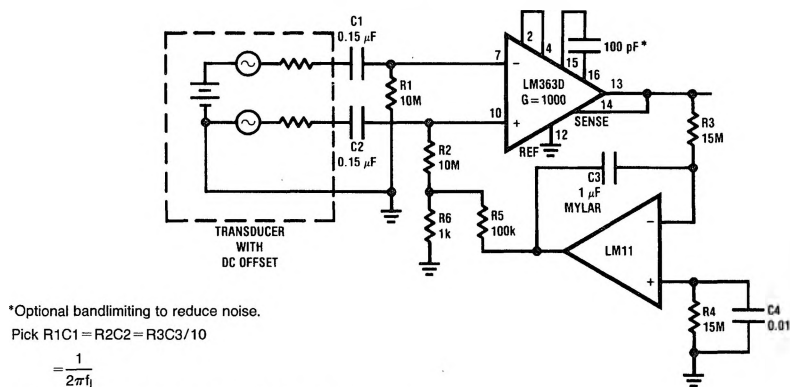 C1
0.15 μF
2
4
15
16
100 pF*
7
−
LM363D
G=1000
13
14
SENSE
R1
10M
10
+
12
REF
C2
0.15 μF
R2
10M
R3
15M
C3
1 μF
MYLAR
R6
1k
R5
100k
−
LM11
+
R4
15M
C4
0.01
TRANSDUCER
WITH
DC OFFSET
*Optional bandlimiting to reduce noise.
Pick R1C1=R2C2=R3C3/10
= 1/2πfl